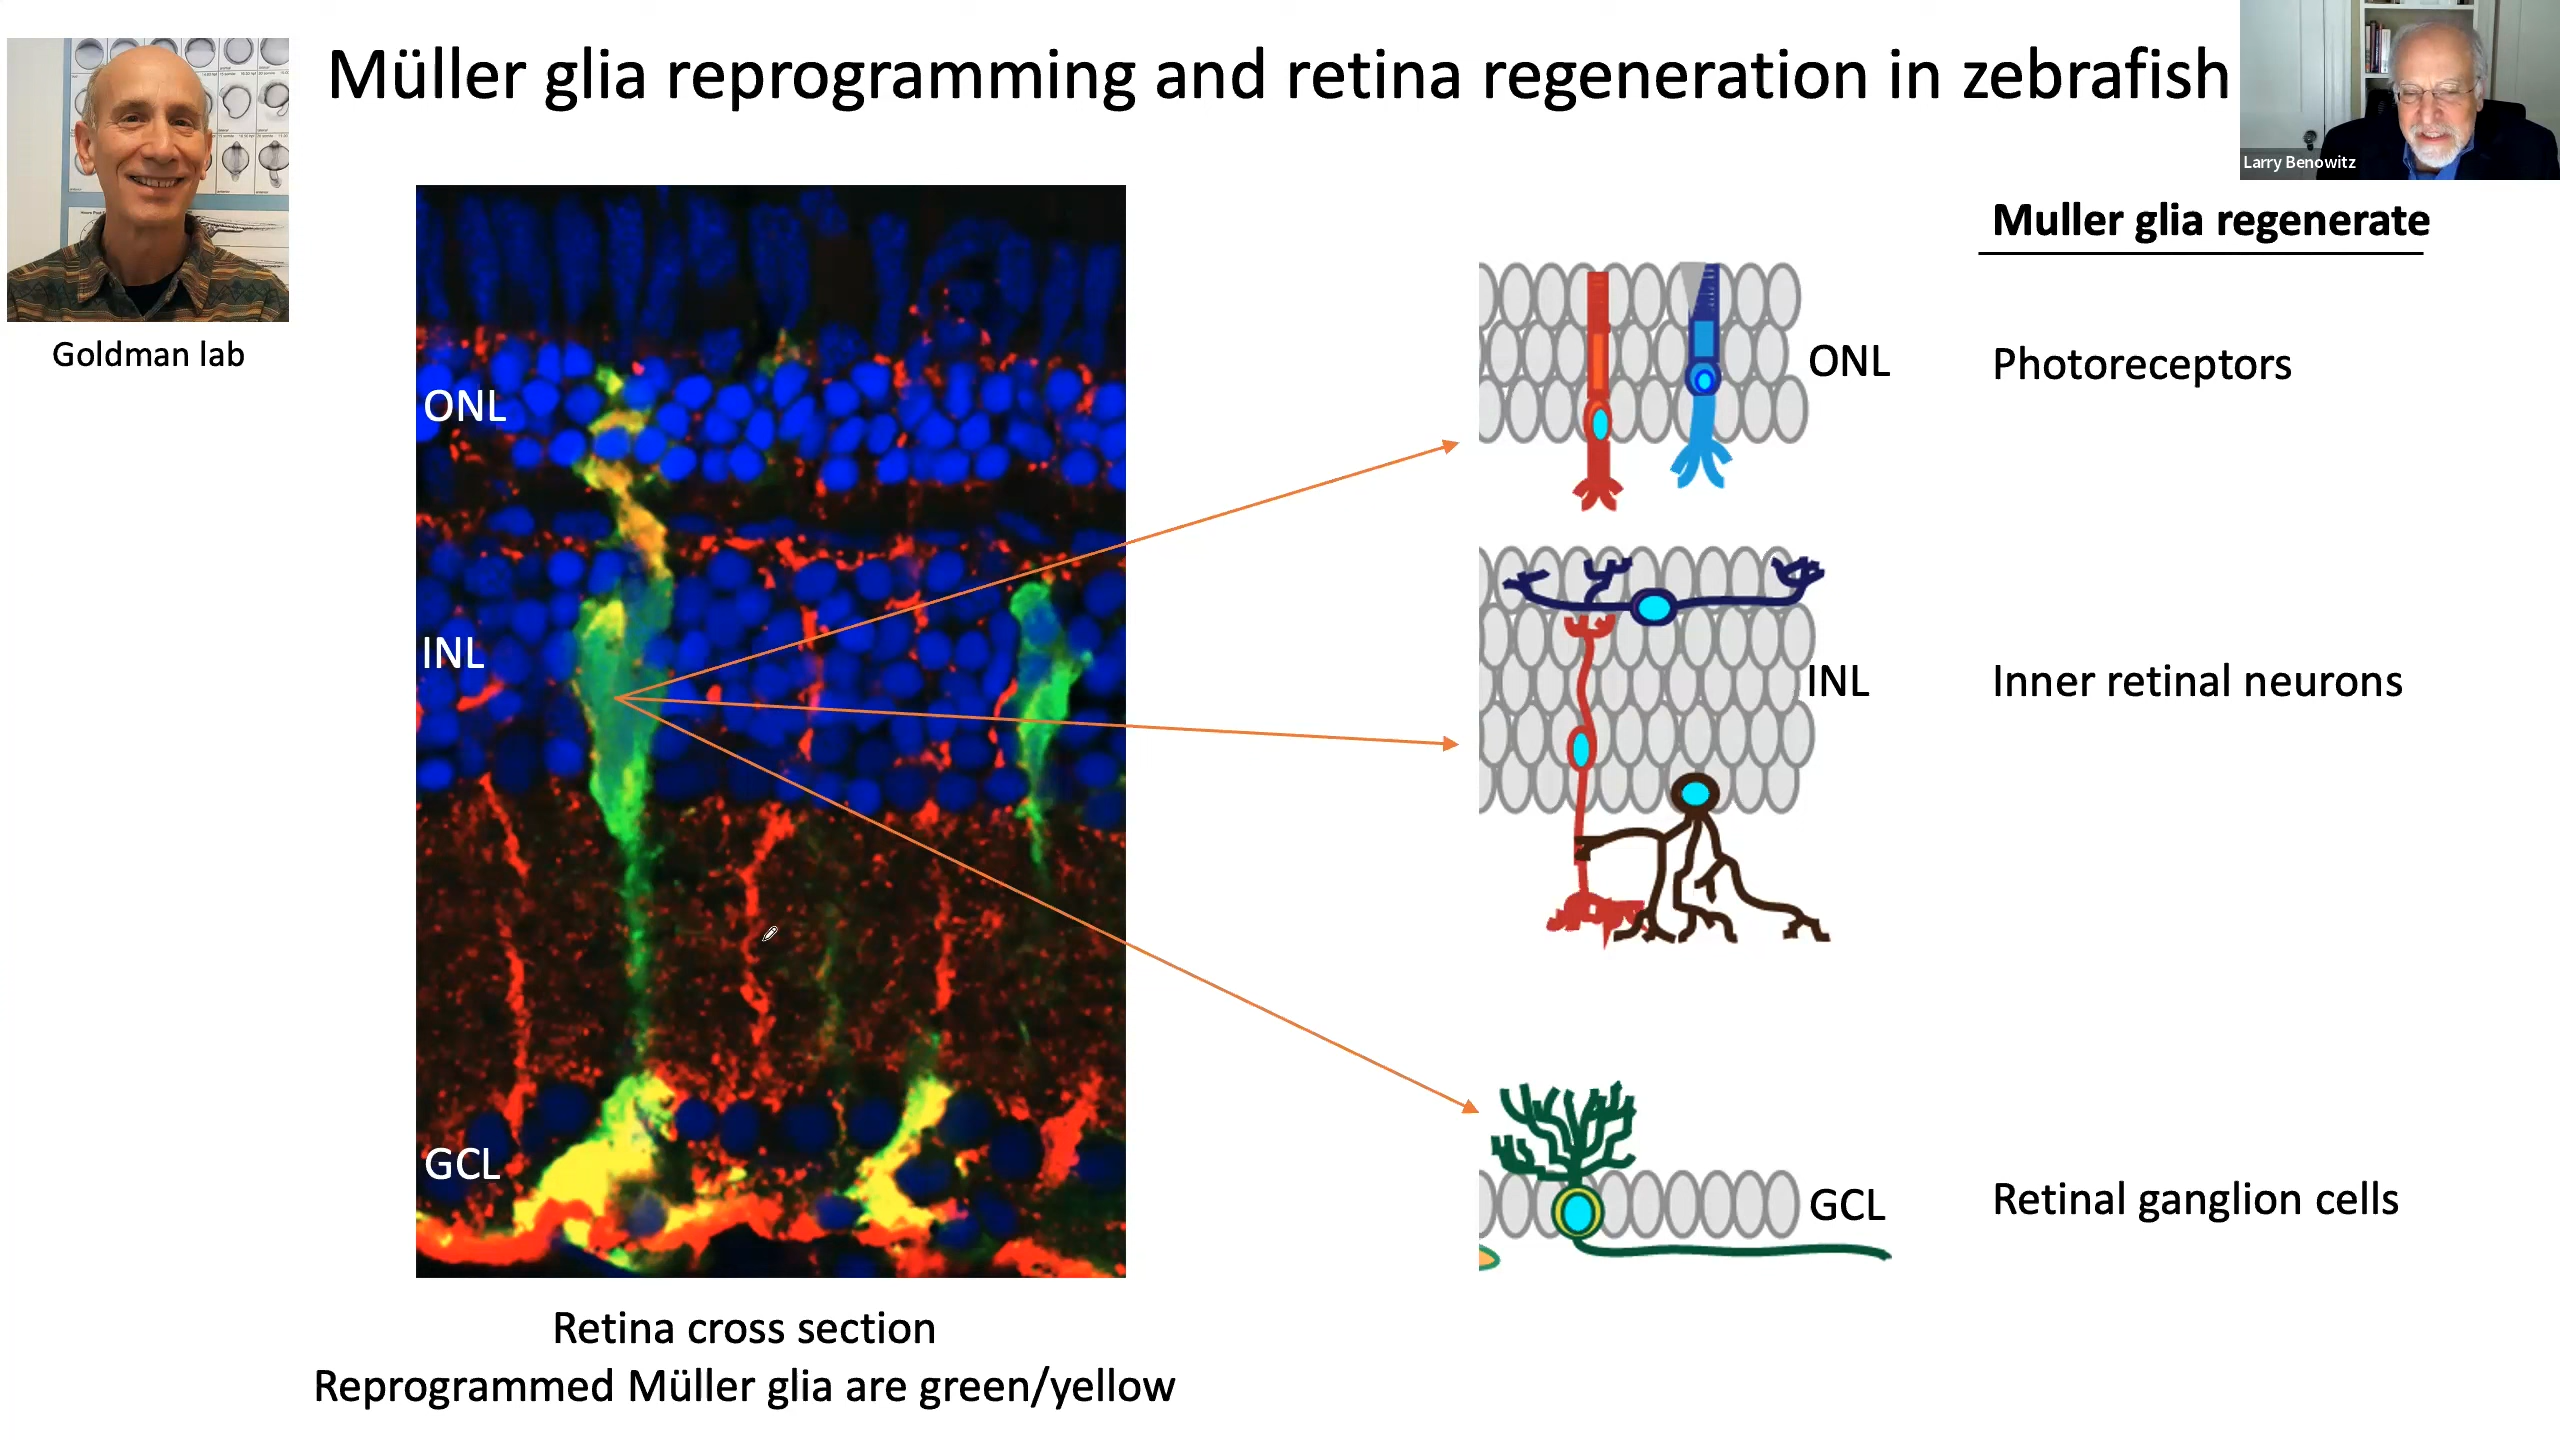 Müller glia reprogramming and retina regeneration in zebrafish
Larry Benowitz
Goldman lab
Muller glia regenerate
ONL
INL
GCL
ONL
Photoreceptors
INL
Inner retinal neurons
GCL
Retinal ganglion cells
Retina cross section
Reprogrammed Müller glia are green/yellow